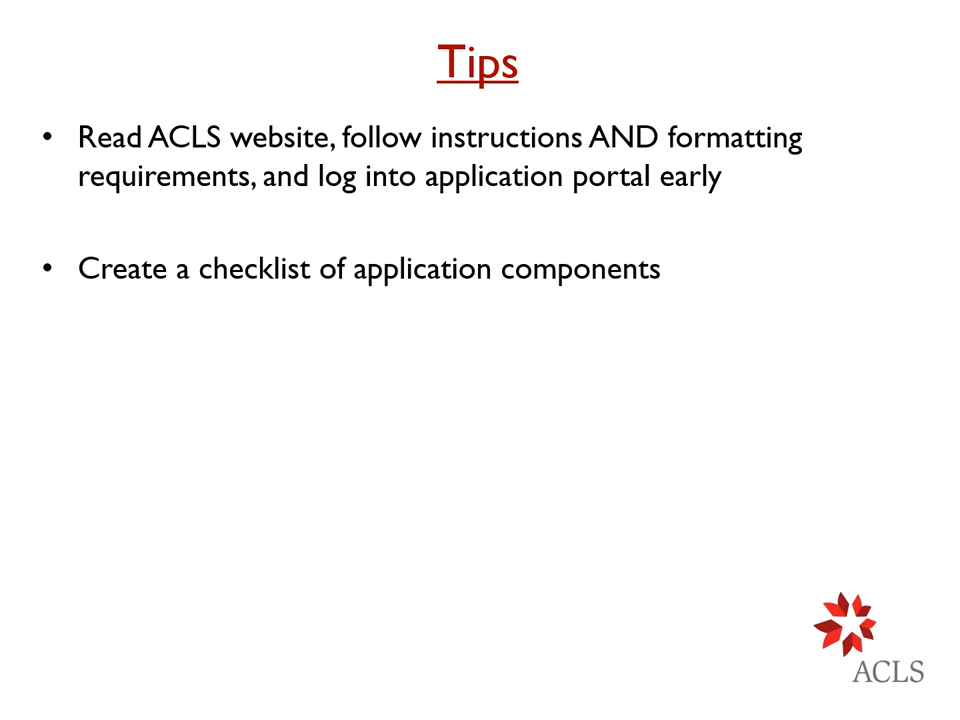 Tips
• Read ACLS website, follow instructions AND formatting
requirements, and log into application portal early
• Create a checklist of application components
ACLS